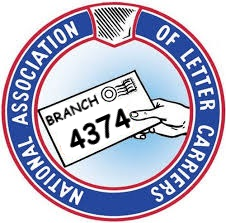 NATIONAL ASSOCIATION OF LETTER CARRIERS
BRANCH
4374